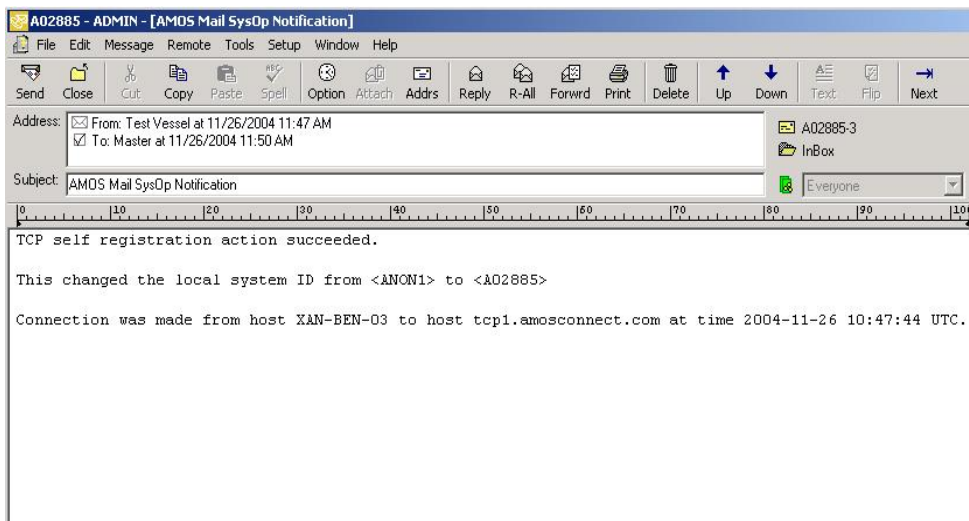 A02885 - ADMIN - [AMOS Mail SysOp Notification]
File Edit Message Remote Tools Setup Window Help
Send Close Cut Copy Paste Spell Option Attach Addrs Reply R-All Forwrd Print Delete Up Down Text Flip Next
Address: From: Test Vessel at 11/26/2004 11:47 AM
To: Master at 11/26/2004 11:50 AM
A02885-3
InBox
Subject: AMOS Mail SysOp Notification
Everyone
0 10 20 30 40 50 60 70 80 90 100
TCP self registration action succeeded.
This changed the local system ID from <ANON1> to <A02885>
Connection was made from host XAN-BEN-03 to host tcp1.amosconnect.com at time 2004-11-26 10:47:44 UTC.